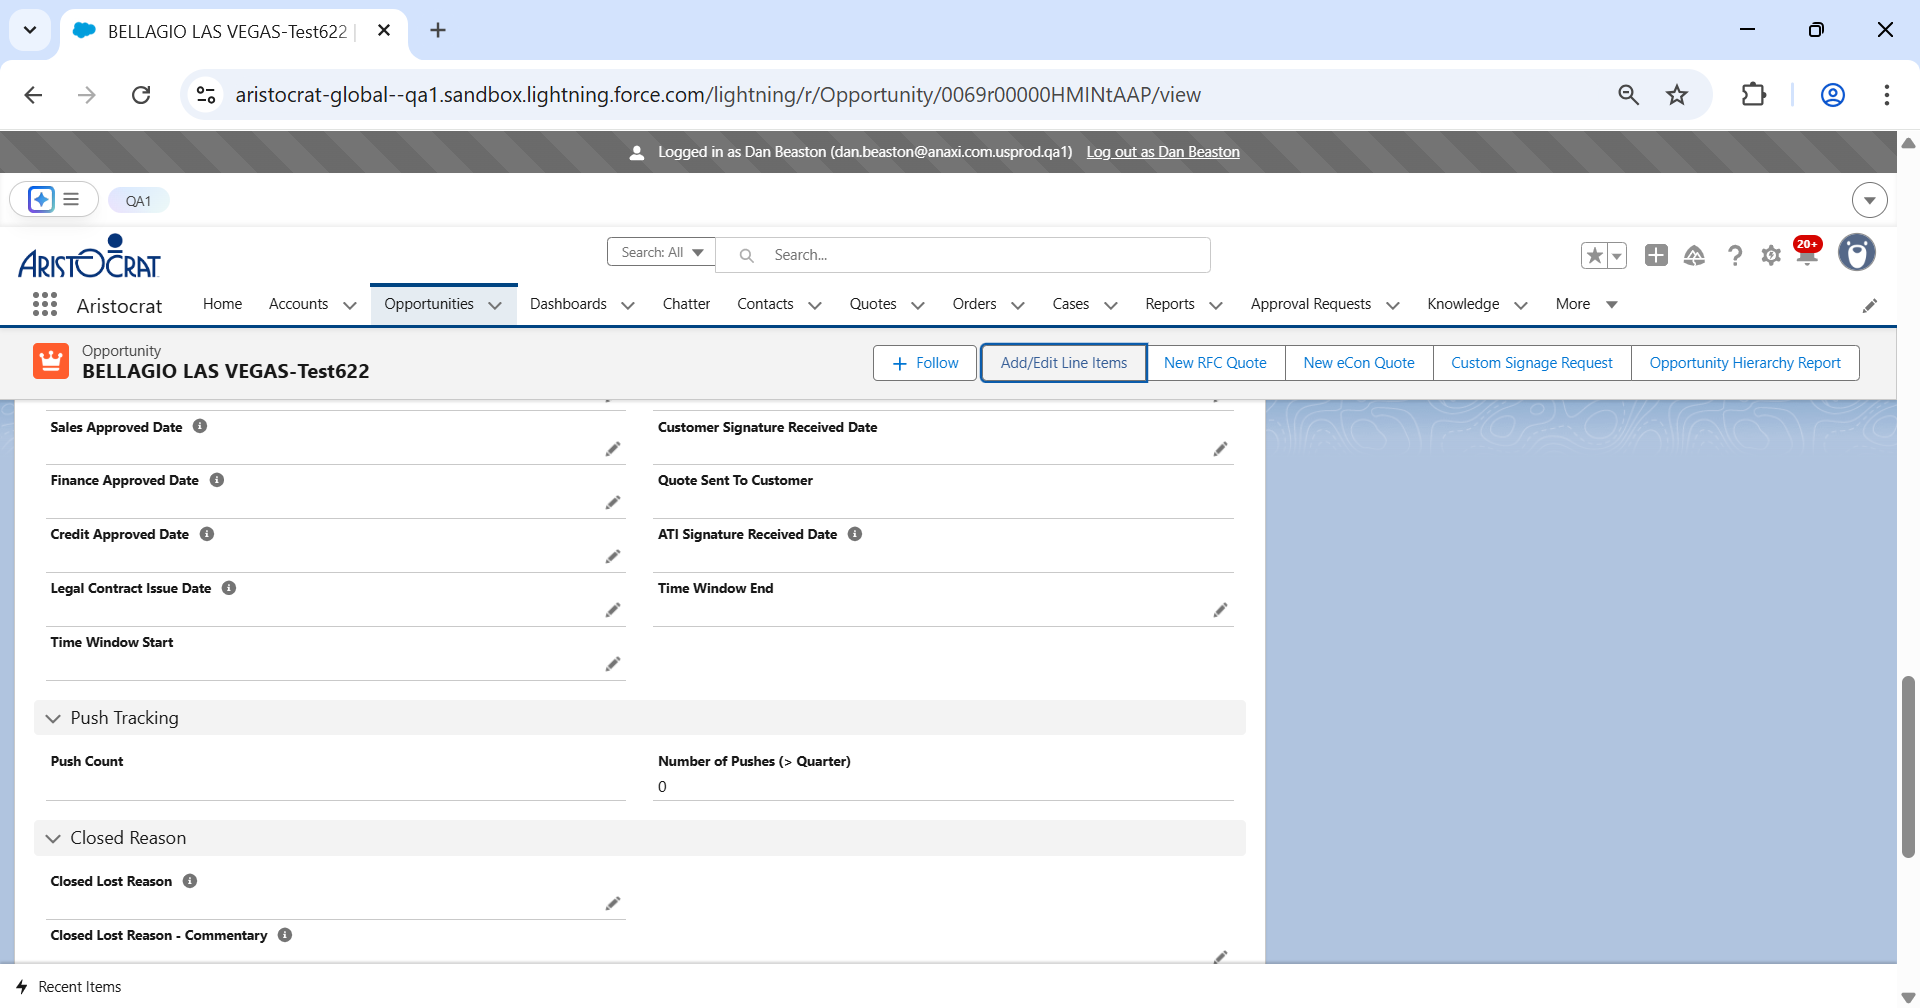 BELLAGIO LAS VEGAS-Test622
aristocrat-global--qa1.sandbox.lightning.force.com/lightning/r/Opportunity/0069r00000HMINtAAP/view
Logged in as Dan Beaston (dan.beaston@anaxi.com.usprod.qa1) Log out as Dan Beaston
QA1
ARISTOCRAT
Search: All
Search...
20+
Aristocrat
Home
Accounts
Opportunities
Dashboards
Chatter
Contacts
Quotes
Orders
Cases
Reports
Approval Requests
Knowledge
More
Opportunity
BELLAGIO LAS VEGAS-Test622
Follow
Add/Edit Line Items
New RFC Quote
New eCon Quote
Custom Signage Request
Opportunity Hierarchy Report
Sales Approved Date
Customer Signature Received Date
Finance Approved Date
Quote Sent To Customer
Credit Approved Date
ATI Signature Received Date
Legal Contract Issue Date
Time Window End
Time Window Start
Push Tracking
Push Count
Number of Pushes (> Quarter)
0
Closed Reason
Closed Lost Reason
Closed Lost Reason - Commentary
Recent Items